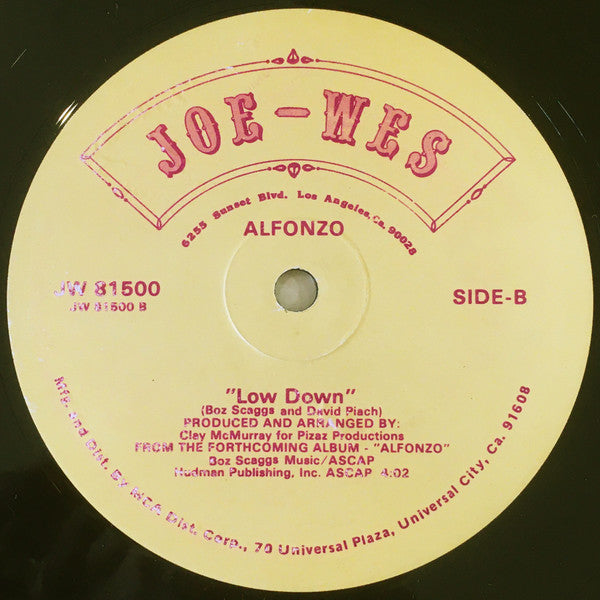 JOE-WES
6255 Sunset Blvd. Los Angeles, Ca. 90028
ALFONZO
JW 81500
JW 81500 B
SIDE-B
"Low Down"
(Boz Scaggs and David Piach)
PRODUCED AND ARRANGED BY:
Clay McMurray for Pizaz Productions
FROM THE FORTHCOMING ALBUM - "ALFONZO"
Boz Scaggs Music/ASCAP
Hudman Publishing, Inc. ASCAP 4:02
Mfg. and Dist. By MCA Dist. Corp., 70 Universal Plaza, Universal City, Ca. 91608